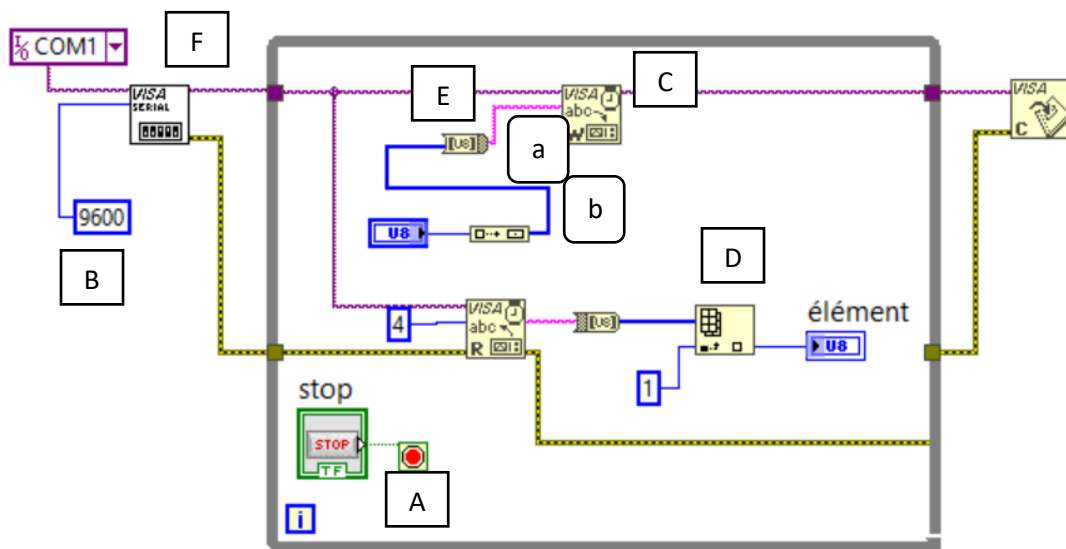 I/O COM1
F
VISA
SERIAL
9600
B
E
VISA
abc
W
C
[U8]
a
b
U8
VISA
C
D
4
VISA
abc
R
[U8]
1
élément
U8
stop
STOP
TF
A
i